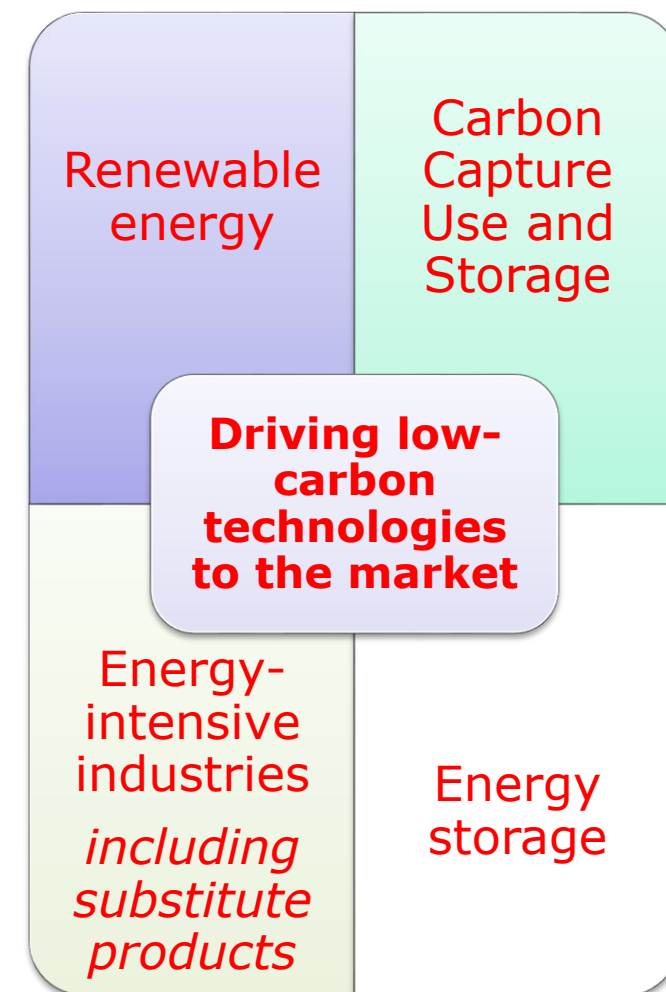 Renewable
energy
Carbon
Capture
Use and
Storage
Driving low-
carbon
technologies
to the market
Energy-
intensive
industries
including
substitute
products
Energy
storage